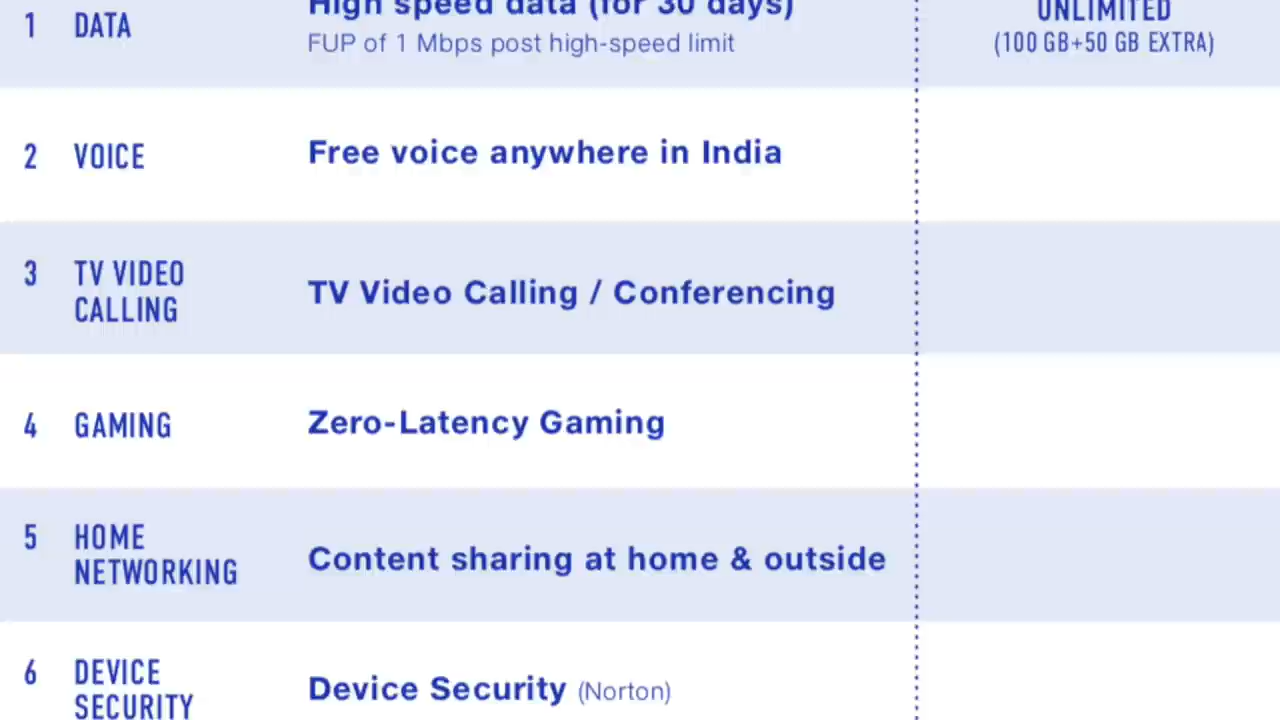 High speed data (for 30 days)
UNLIMITED
1 DATA
FUP of 1 Mbps post high-speed limit
(100 GB+50 GB EXTRA)
2 VOICE
Free voice anywhere in India
3 TV VIDEO
CALLING
TV Video Calling / Conferencing
4 GAMING
Zero-Latency Gaming
5 HOME
NETWORKING
Content sharing at home & outside
6 DEVICE
SECURITY
Device Security (Norton)